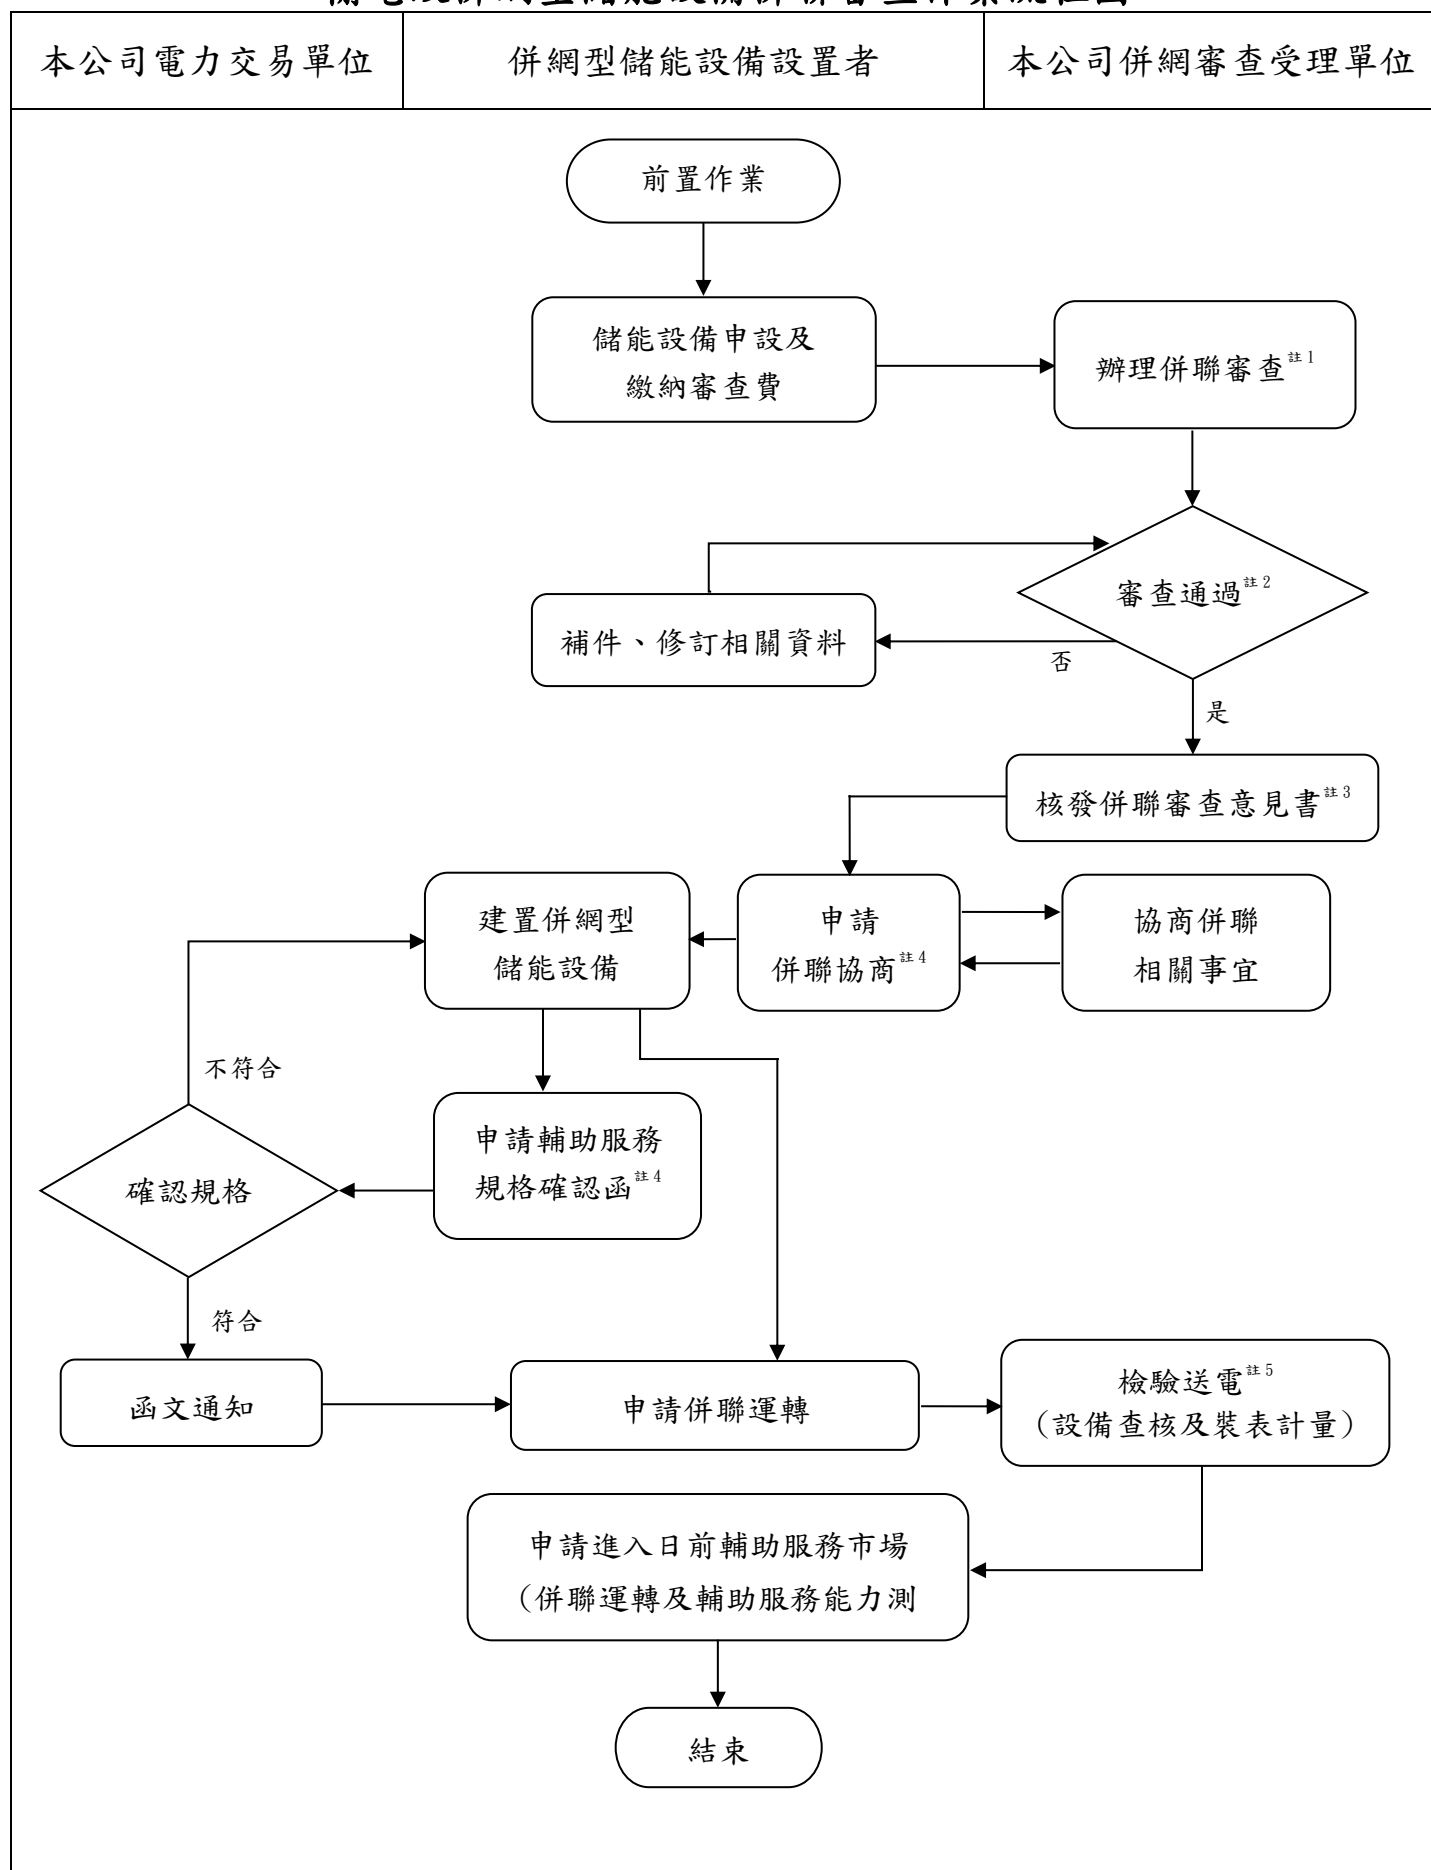 本公司電力交易單位
併網型儲能設備設置者
本公司併網審查受理單位
前置作業
儲能設備申設及
繳納審查費
辦理併聯審查註1
審查通過註2
補件、修訂相關資料
否
是
核發併聯審查意見書註3
建置併網型
儲能設備
申請
併聯協商註4
協商併聯
相關事宜
不符合
申請輔助服務
規格確認函註4
確認規格
符合
函文通知
申請併聯運轉
檢驗送電註5
（設備查核及裝表計量）
申請進入日前輔助服務市場
（併聯運轉及輔助服務能力測
結束